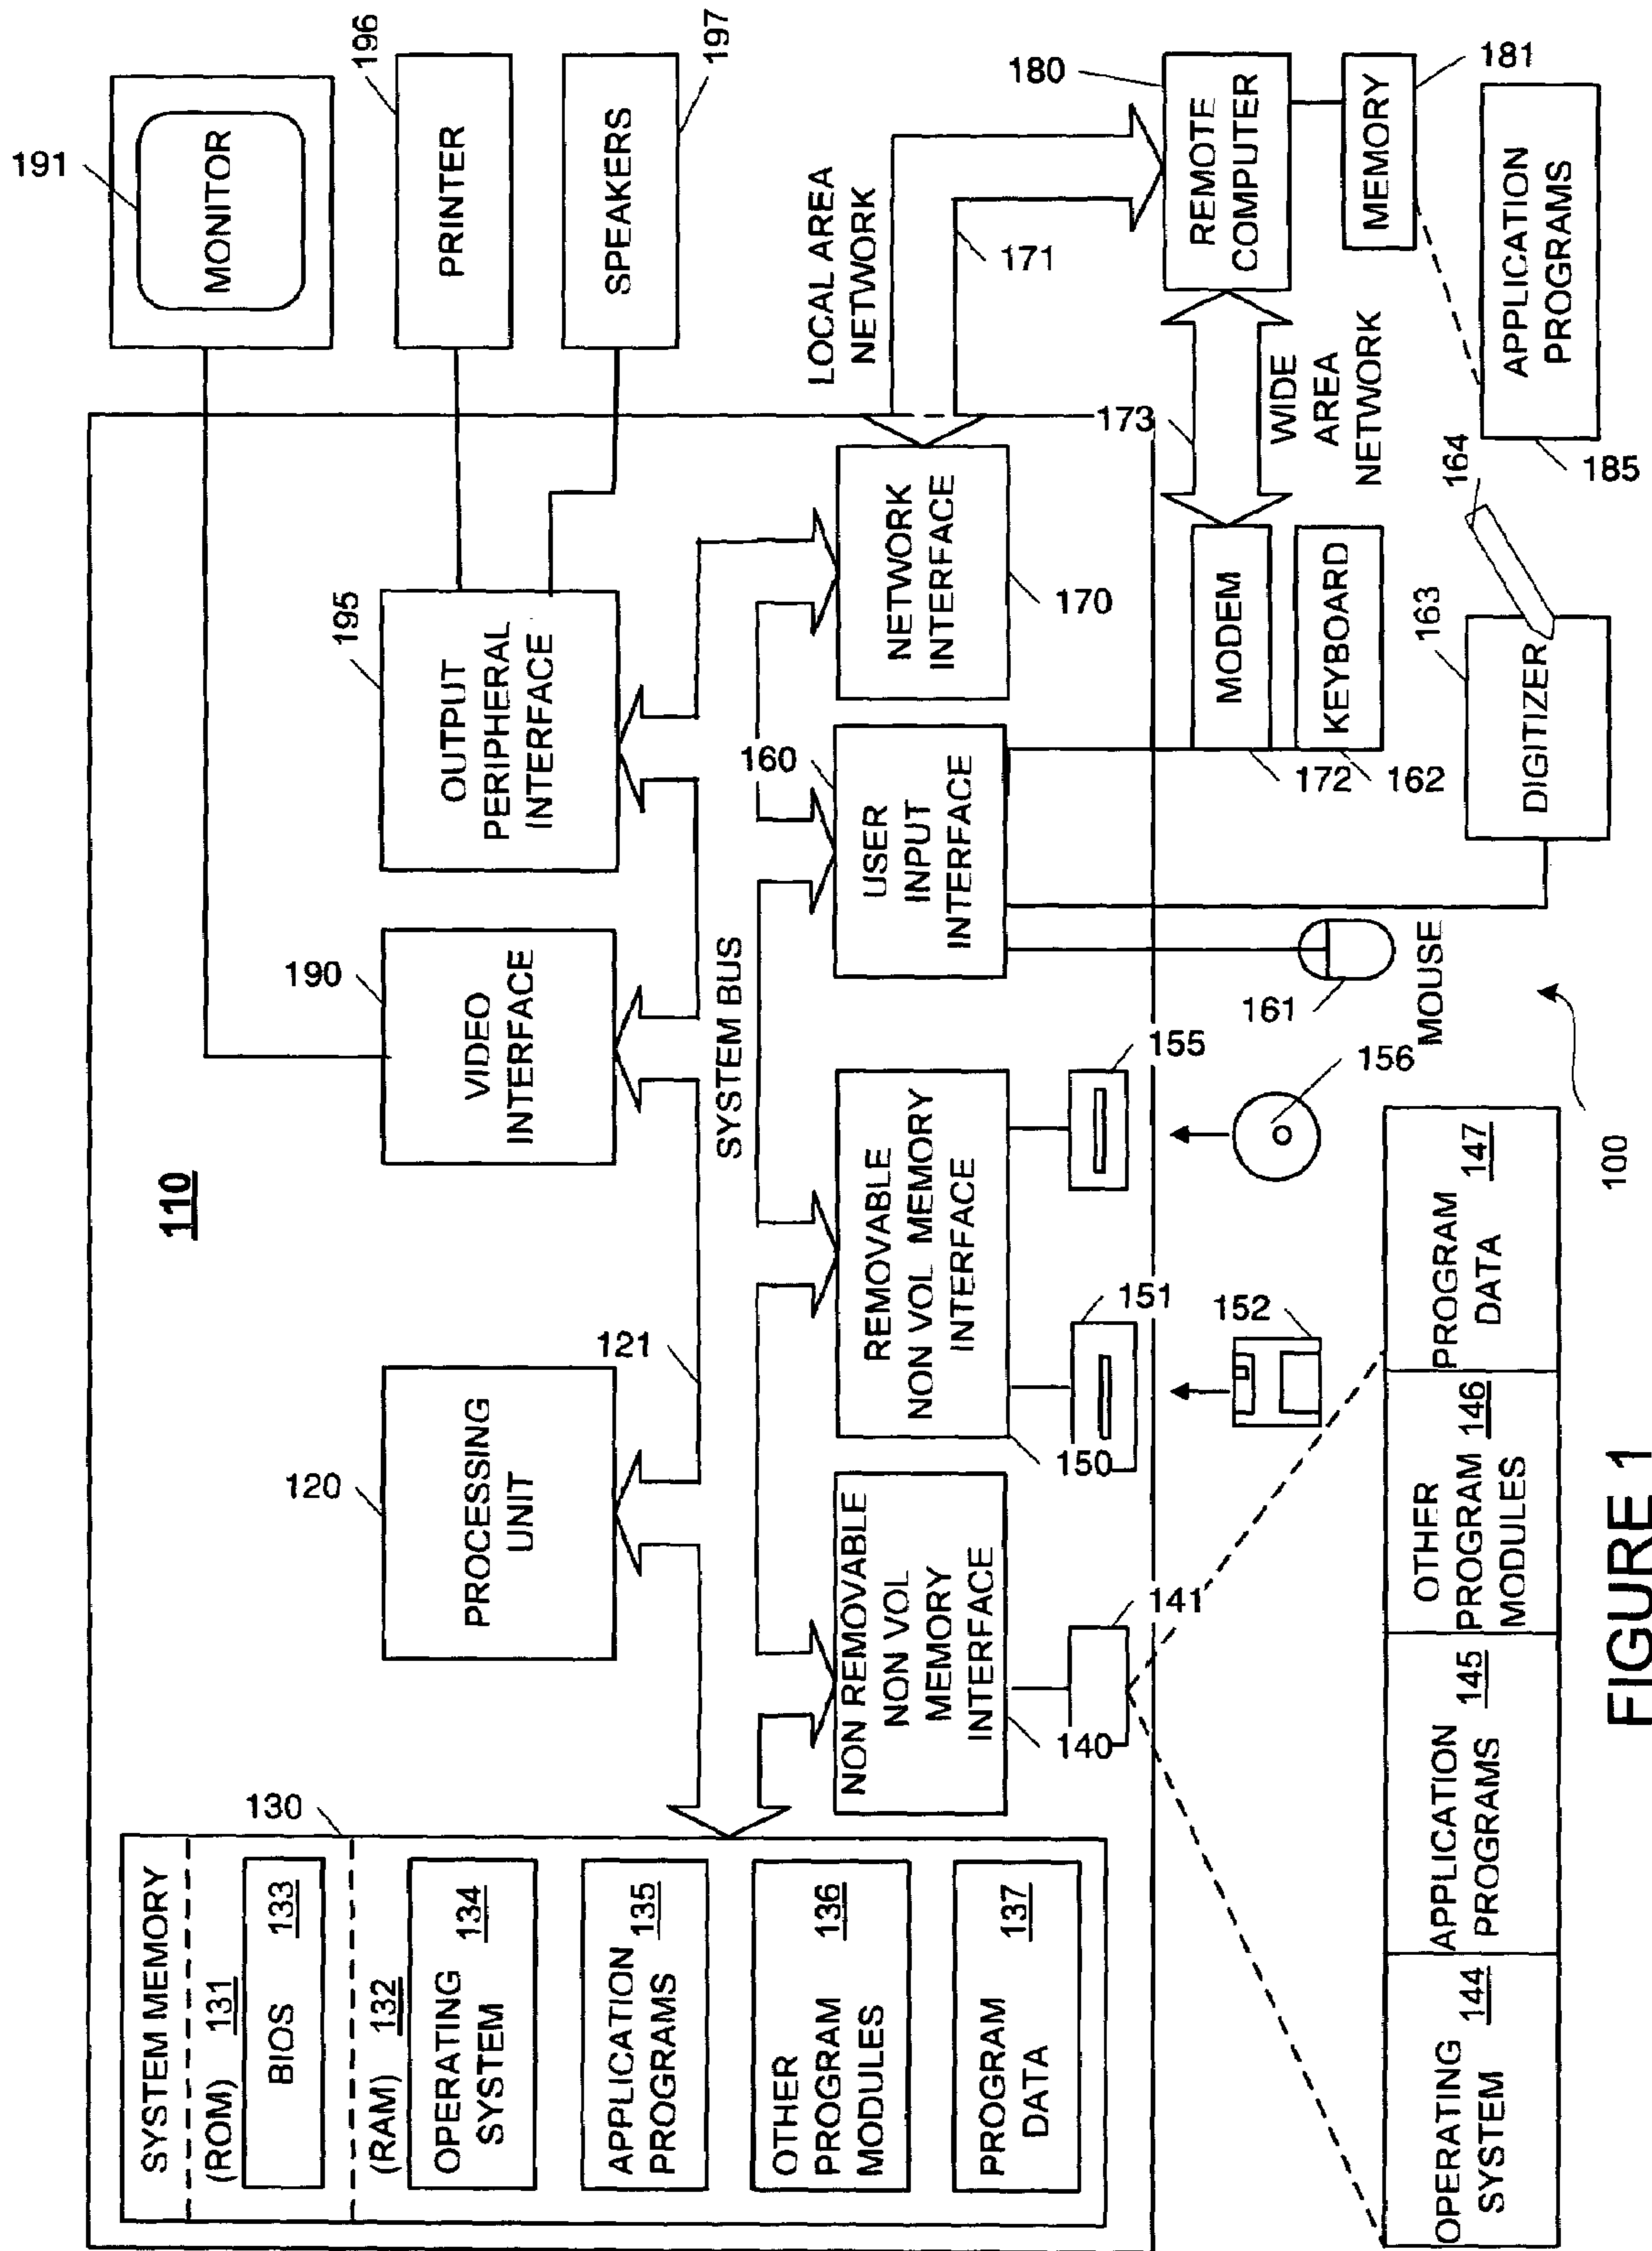 110
SYSTEM MEMORY
(ROM) 131
BIOS 133
130
(RAM) 132
OPERATING
SYSTEM 134
APPLICATION
PROGRAMS 135
OTHER
PROGRAM
MODULES 136
PROGRAM
DATA 137
120
PROCESSING
UNIT
121
SYSTEM BUS
190
VIDEO
INTERFACE
195
OUTPUT
PERIPHERAL
INTERFACE
191
MONITOR
196
PRINTER
197
SPEAKERS
NON REMOVABLE
NON VOL
MEMORY
INTERFACE
140
REMOVABLE
NON VOL MEMORY
INTERFACE
150
160
USER
INPUT
INTERFACE
NETWORK
INTERFACE
170
LOCAL AREA
NETWORK
171
141
151
152
155
156
161
MOUSE
172
MODEM
162
KEYBOARD
173
WIDE
AREA
NETWORK
180
REMOTE
COMPUTER
MEMORY
181
163
DIGITIZER
164
APPLICATION
PROGRAMS
185
OPERATING
SYSTEM 144
APPLICATION
PROGRAMS 145
OTHER
PROGRAM 146
MODULES
PROGRAM
DATA 147
100
FIGURE 1